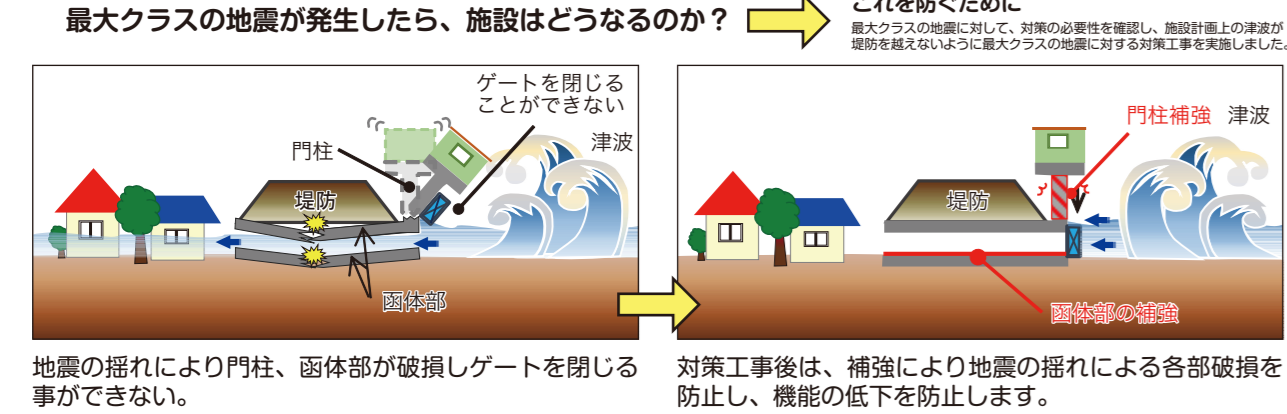 最大クラスの地震が発生したら、施設はどうなるのか？
これを防ぐために
最大クラスの地震に対して、対策の必要性を確認し、施設計画上の津波が
堤防を越えないように最大クラスの地震に対する対策工事を実施しました。
ゲートを閉じる
ことができない
門柱
津波
堤防
函体部
地震の揺れにより門柱、函体部が破損しゲートを閉じる
事ができない。
門柱補強
津波
堤防
函体部の補強
対策工事後は、補強により地震の揺れによる各部破損を
防止し、機能の低下を防止します。